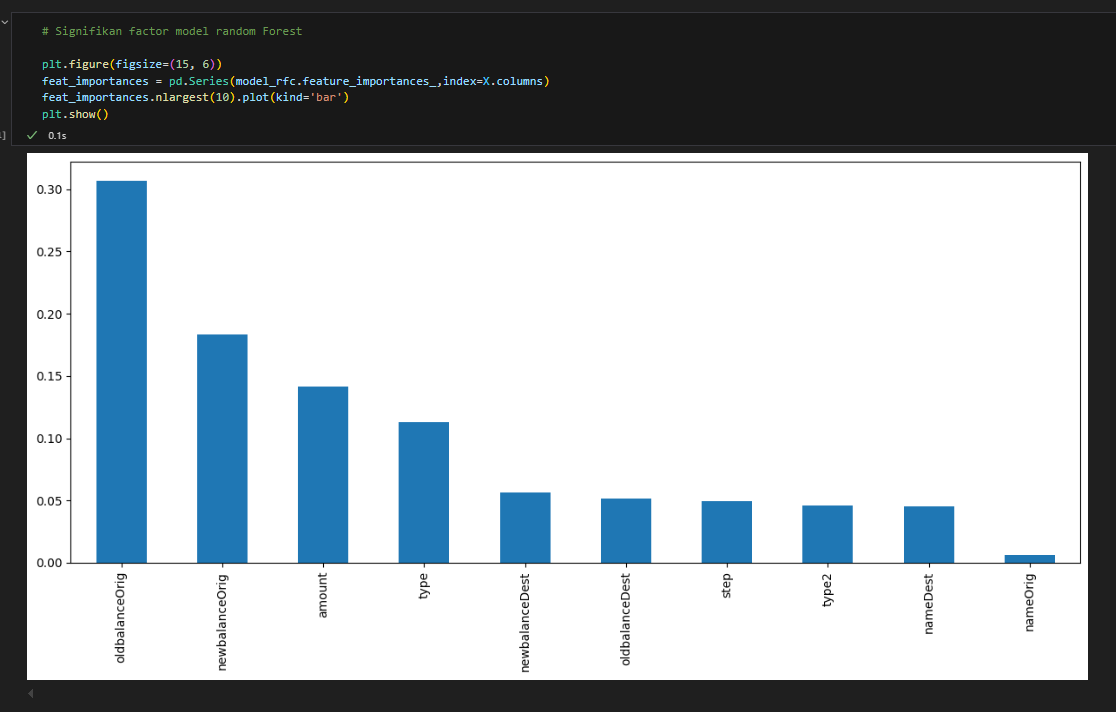 # Signifikan factor model random Forest
plt.figure(figsize=(15, 6))
feat_importances = pd.Series(model_rfc.feature_importances_,index=X.columns)
feat_importances.nlargest(10).plot(kind='bar')
plt.show()
] ✓ 0.1s
0.30
0.25
0.20
0.15
0.10
0.05
0.00
oldbalanceOrig
newbalanceOrig
amount
type
newbalanceDest
oldbalanceDest
step
type2
nameDest
nameOrig